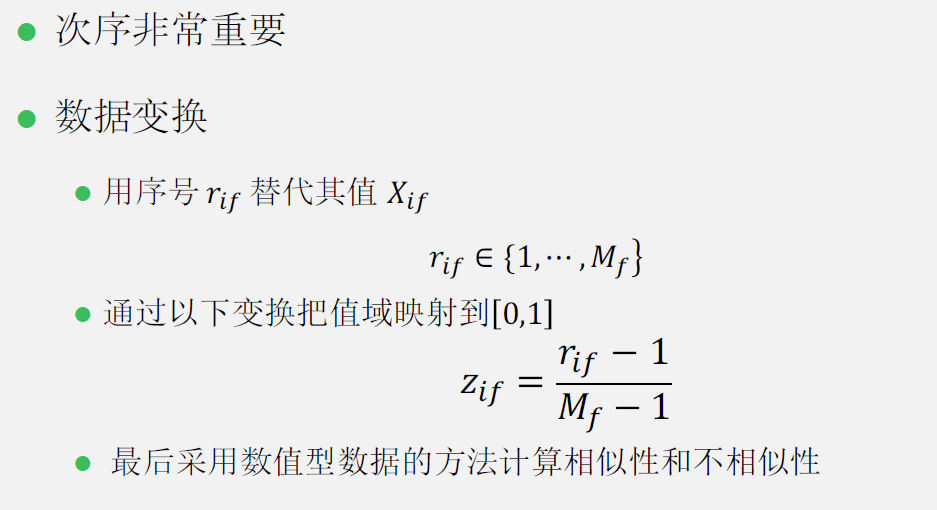 次序非常重要
数据变换
用序号 r_{if} 替代其值 X_{if}
r_{if} ∈ {1,⋯,M_f}
通过以下变换把值域映射到[0,1]
z_{if} = \frac{r_{if} − 1}{M_f − 1}
最后采用数值型数据的方法计算相似性和不相似性